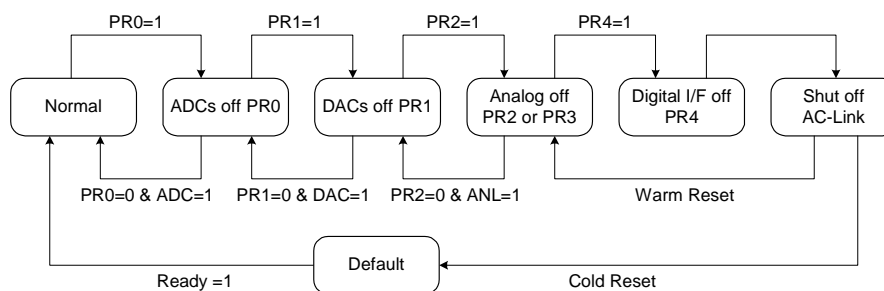 PR0=1
PR1=1
PR2=1
PR4=1
Normal
ADCs off PR0
DACs off PR1
Analog off
PR2 or PR3
Digital I/F off
PR4
Shut off
AC-Link
PR0=0 & ADC=1
PR1=0 & DAC=1
PR2=0 & ANL=1
Warm Reset
Default
Ready =1
Cold Reset